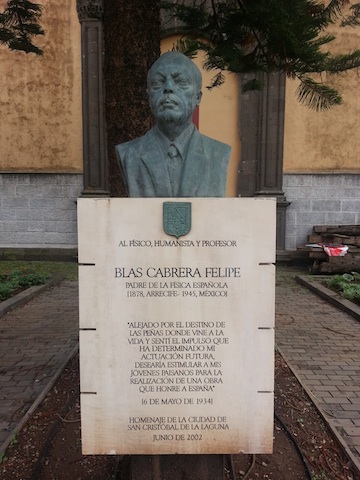 AL FÍSICO, HUMANISTA Y PROFESOR
BLAS CABRERA FELIPE
PADRE DE LA FÍSICA ESPAÑOLA
[1878, ARRECIFE- 1945, MÉXICO]
"ALEJADO POR EL DESTINO DE
LAS PEÑAS DONDE VINE A LA
VIDA Y SENTÍ EL IMPULSO QUE
HA DETERMINADO MI
ACTUACIÓN FUTURA,
DESEARÍA ESTIMULAR A MIS
JÓVENES PAISANOS PARA LA
REALIZACIÓN DE UNA OBRA
QUE HONRE A ESPAÑA"
16 DE MAYO DE 1934]
HOMENAJE DE LA CIUDAD DE
SAN CRISTÓBAL DE LA LAGUNA
JUNIO DE 2002